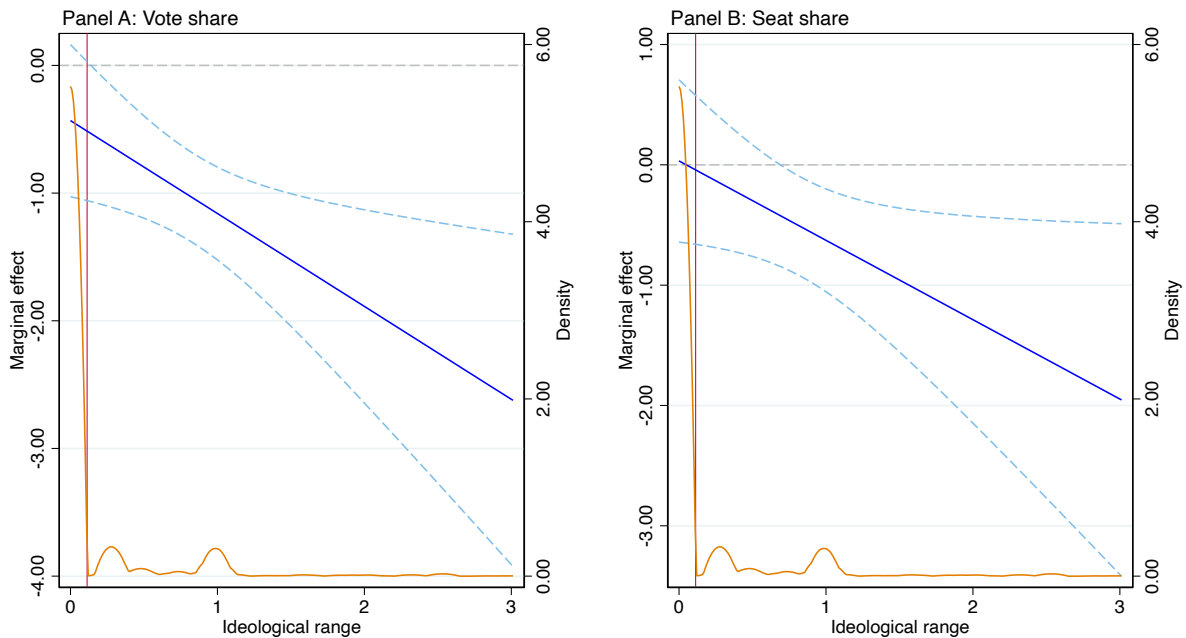 Panel A: Vote share
Marginal effect
0.00
-1.00
-2.00
-3.00
-4.00
6.00
4.00
2.00
0.00
Density
0 1 2 3
Ideological range
Panel B: Seat share
Marginal effect
1.00
0.00
-1.00
-2.00
-3.00
6.00
4.00
2.00
0.00
Density
0 1 2 3
Ideological range